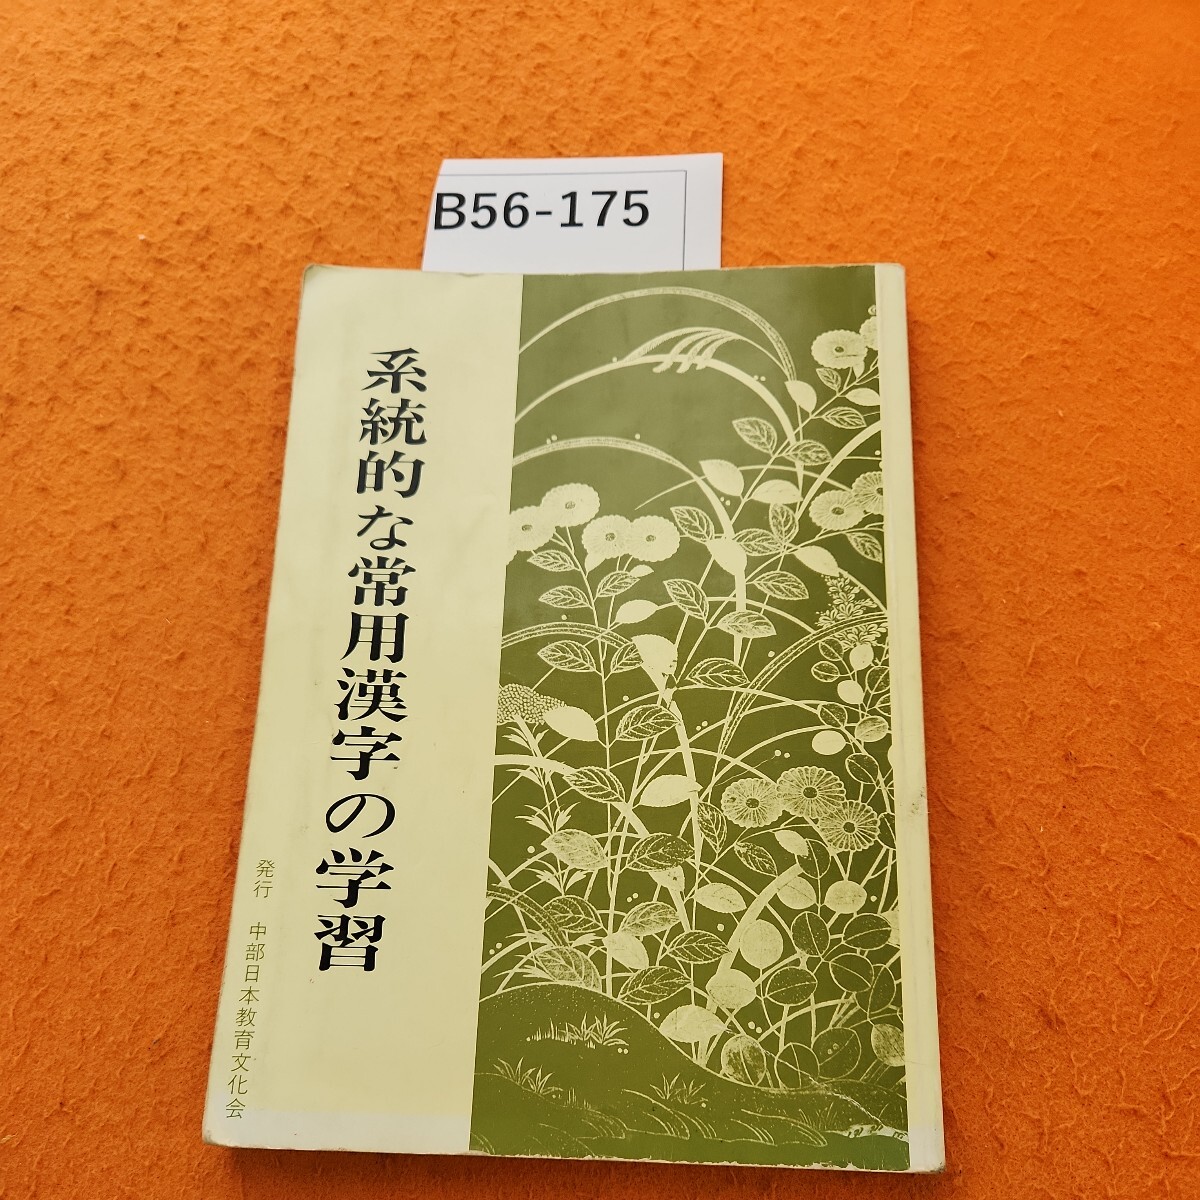 B56-175
系統的な常用漢字の学習
発行 中部日本教育文化会